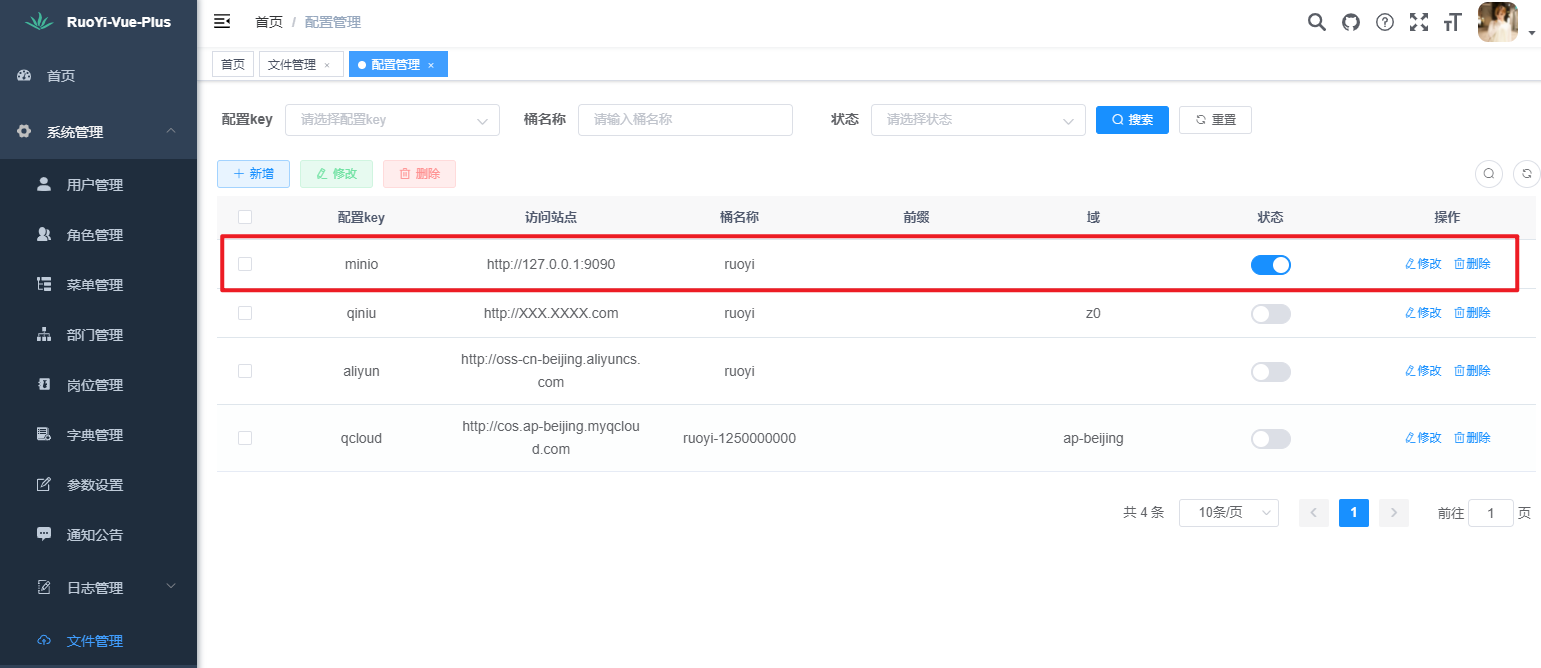 RuoYi-Vue-Plus
首页
系统管理
用户管理
角色管理
菜单管理
部门管理
岗位管理
字典管理
参数设置
通知公告
日志管理
文件管理
首页 / 配置管理
首页 文件管理 × 配置管理 ×
配置key 请选择配置key 桶名称 请输入桶名称 状态 请选择状态 搜索 重置
新增 修改 删除
配置key 访问站点 桶名称 前缀 域 状态 操作
minio http://127.0.0.1:9090 ruoyi 修改 删除
qiniu http://XXX.XXXX.com ruoyi z0 修改 删除
aliyun http://oss-cn-beijing.aliyuncs. ruoyi 修改 删除
com
qcloud http://cos.ap-beijing.myqclou ruoyi-1250000000 ap-beijing 修改 删除
d.com
共 4 条 10条/页 1 前往 1 页